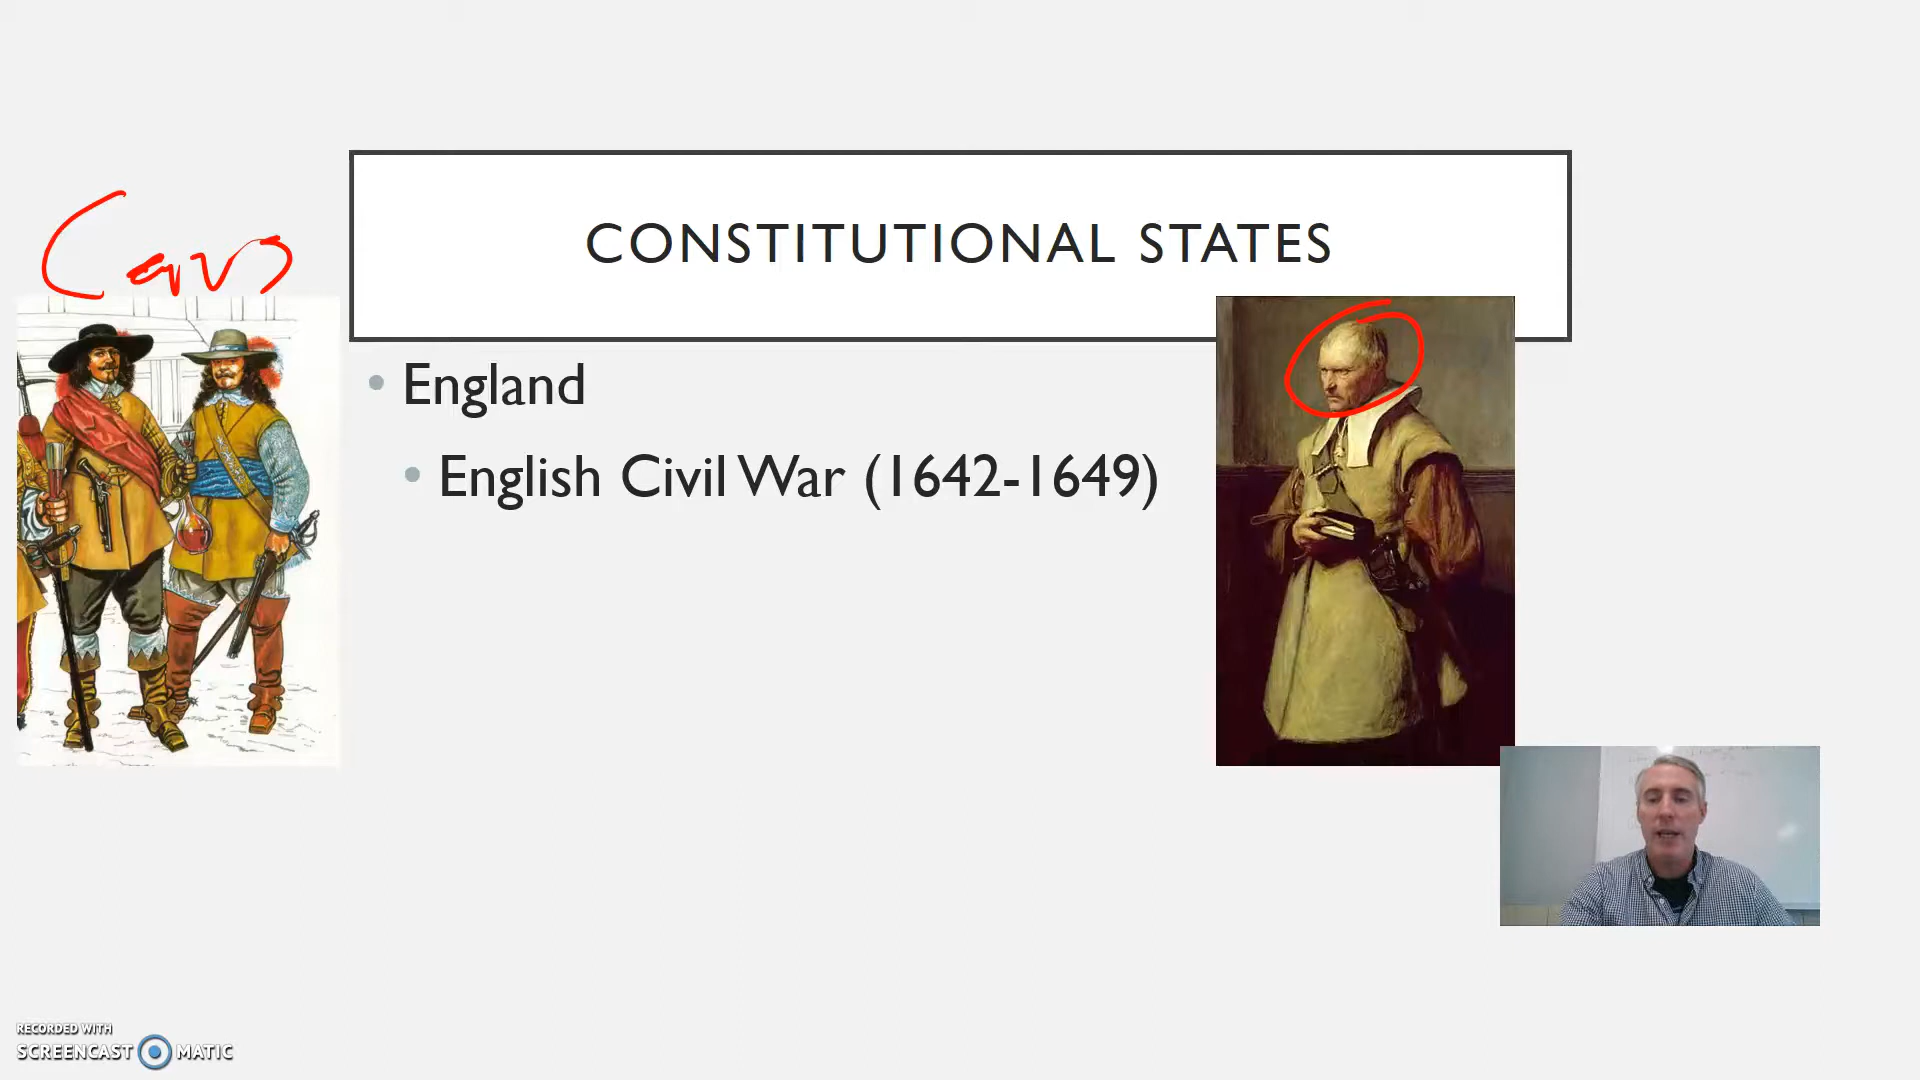 CONSTITUTIONAL STATES
Cavs
• England
• English Civil War (1642-1649)
RECORDED WITH
SCREENCAST MATIC